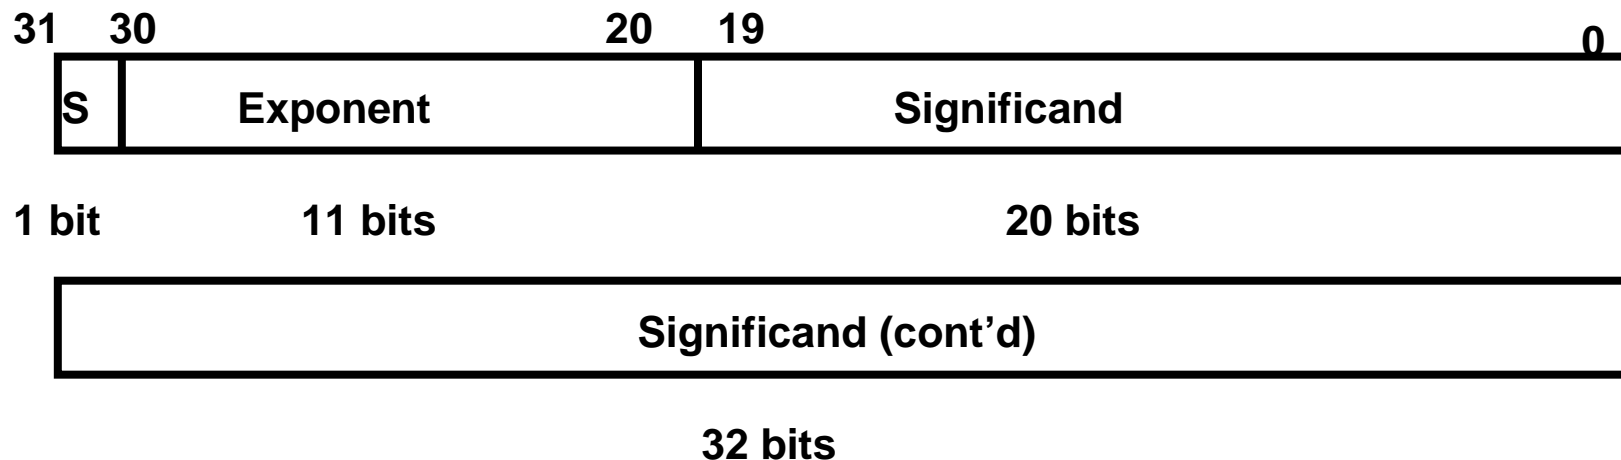 31 30 20 19 0
S Exponent Significand
1 bit 11 bits 20 bits
Significand (cont’d)
32 bits